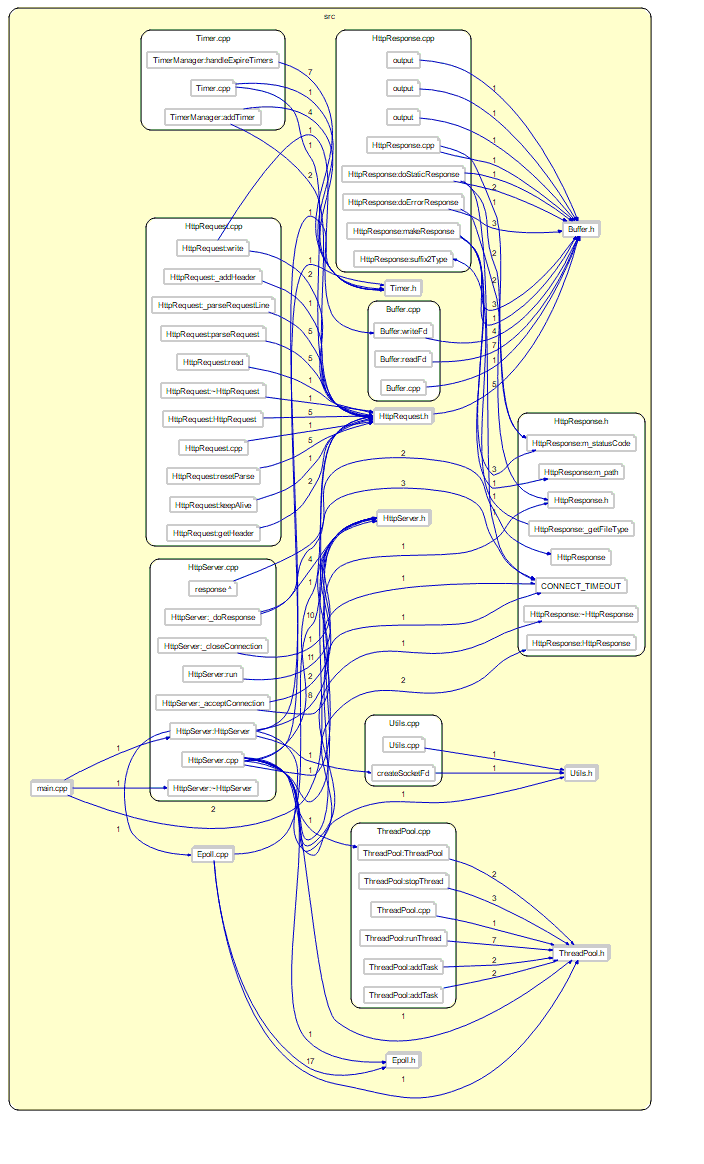 src
Timer.cpp
TimerManager:handleExpireTimers
Timer.cpp
TimerManager:addTimer
HttpResponse.cpp
output
output
output
HttpResponse.cpp
HttpResponse:doStaticResponse
HttpResponse:doErrorResponse
HttpResponse:makeResponse
HttpResponse:suffix2Type
7
1
4
1
1
2
1
1
1
1
1
2
1
3
2
2
3
1
4
7
1
5
Buffer.h
HttpRequest.cpp
HttpRequest:write
HttpRequest:_addHeader
HttpRequest:_parseRequestLine
HttpRequest:parseRequest
HttpRequest:read
HttpRequest:~HttpRequest
HttpRequest:HttpRequest
HttpRequest.cpp
HttpRequest:resetParse
HttpRequest:keepAlive
HttpRequest:getHeader
1
2
1
5
5
1
1
5
1
5
1
2
Timer.h
Buffer.cpp
Buffer:writeFd
Buffer:readFd
Buffer.cpp
HttpRequest.h
HttpResponse.h
HttpResponse:m_statusCode
HttpResponse:m_path
HttpResponse.h
HttpResponse:_getFileType
HttpResponse
CONNECT_TIMEOUT
HttpResponse:~HttpResponse
HttpResponse:HttpResponse
2
3
3
1
1
HttpServer.h
1
1
1
1
2
HttpServer.cpp
response ^
HttpServer:_doResponse
HttpServer:_closeConnection
HttpServer:run
HttpServer:_acceptConnection
HttpServer:HttpServer
HttpServer.cpp
HttpServer:~HttpServer
4
1
10
1
11
2
8
1
1
1
main.cpp
1
1
2
1
Epoll.cpp
Utils.cpp
Utils.cpp
createSocketFd
1
1
1
Utils.h
ThreadPool.cpp
ThreadPool:ThreadPool
ThreadPool:stopThread
ThreadPool.cpp
ThreadPool:runThread
ThreadPool:addTask
ThreadPool:addTask
2
3
1
7
2
2
ThreadPool.h
1
1
17
Epoll.h
1